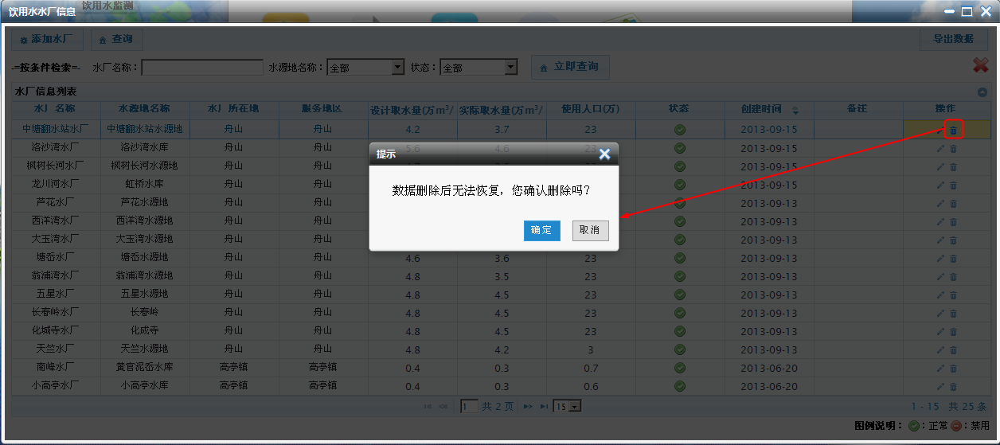 饮用水监测
饮用水水厂信息
添加水厂 查询 导出数据
-=按条件检索=- 水厂名称： 水源地名称： 全部 状态： 全部 立即查询
水厂信息列表
水厂名称 水源地名称 水厂所在地 服务地区 设计取水量(万m³/ 实际取水量(万m³/ 使用人口(万) 状态 创建时间 备注 操作
中塘翻水站水厂 中塘翻水站水源地 舟山 舟山 4.2 3.7 23 2013-09-15
洛沙湾水厂 洛沙湾水库 舟山 舟山 5.6 4.6 23 2013-09-15
枫树长河水厂 枫树长河水源地 舟山 舟山 2013-09-15
龙川河水厂 虹桥水库 舟山 舟山 2013-09-15
芦花水厂 芦花水源地 舟山 舟山 2013-09-13
西洋湾水厂 西洋湾水源地 舟山 舟山 2013-09-13
大玉湾水厂 大玉湾水源地 舟山 舟山 2013-09-13
塘岙水厂 塘岙水源地 舟山 舟山 4.6 3.6 23 2013-09-13
翁浦湾水厂 翁浦湾水源地 舟山 舟山 4.8 3.5 23 2013-09-13
五星水厂 五星水源地 舟山 舟山 4.8 4.5 23 2013-09-13
长春岭水厂 长春岭 舟山 舟山 4.8 4.5 23 2013-09-13
化城寺水厂 化成寺 舟山 舟山 4.8 4.5 23 2013-09-13
天竺水厂 天竺水源地 舟山 舟山 4.8 4.2 3 2013-09-13
南峰水厂 黄官泥岙水库 高亭镇 高亭镇 0.4 0.3 0.7 2013-06-20
小高亭水厂 小高亭水库 高亭镇 高亭镇 0.4 0.3 0.6 2013-06-20
提示
数据删除后无法恢复，您确认删除吗？
确定 取消
1 共 2 页 15 1 - 15 共 25 条
图例说明： ：正常 ：禁用